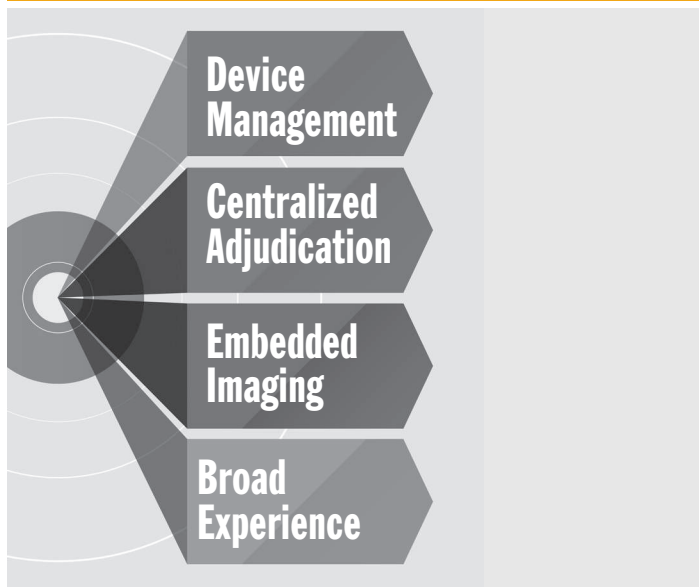 Device
Management
Centralized
Adjudication
Embedded
Imaging
Broad
Experience